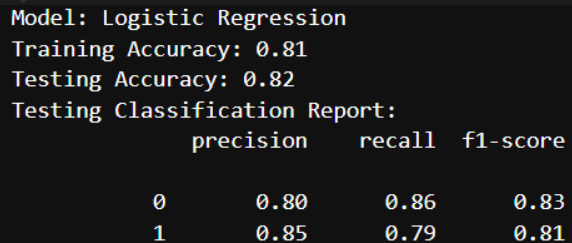 Model: Logistic Regression
Training Accuracy: 0.81
Testing Accuracy: 0.82
Testing Classification Report:
precision recall f1-score
0 0.80 0.86 0.83
1 0.85 0.79 0.81